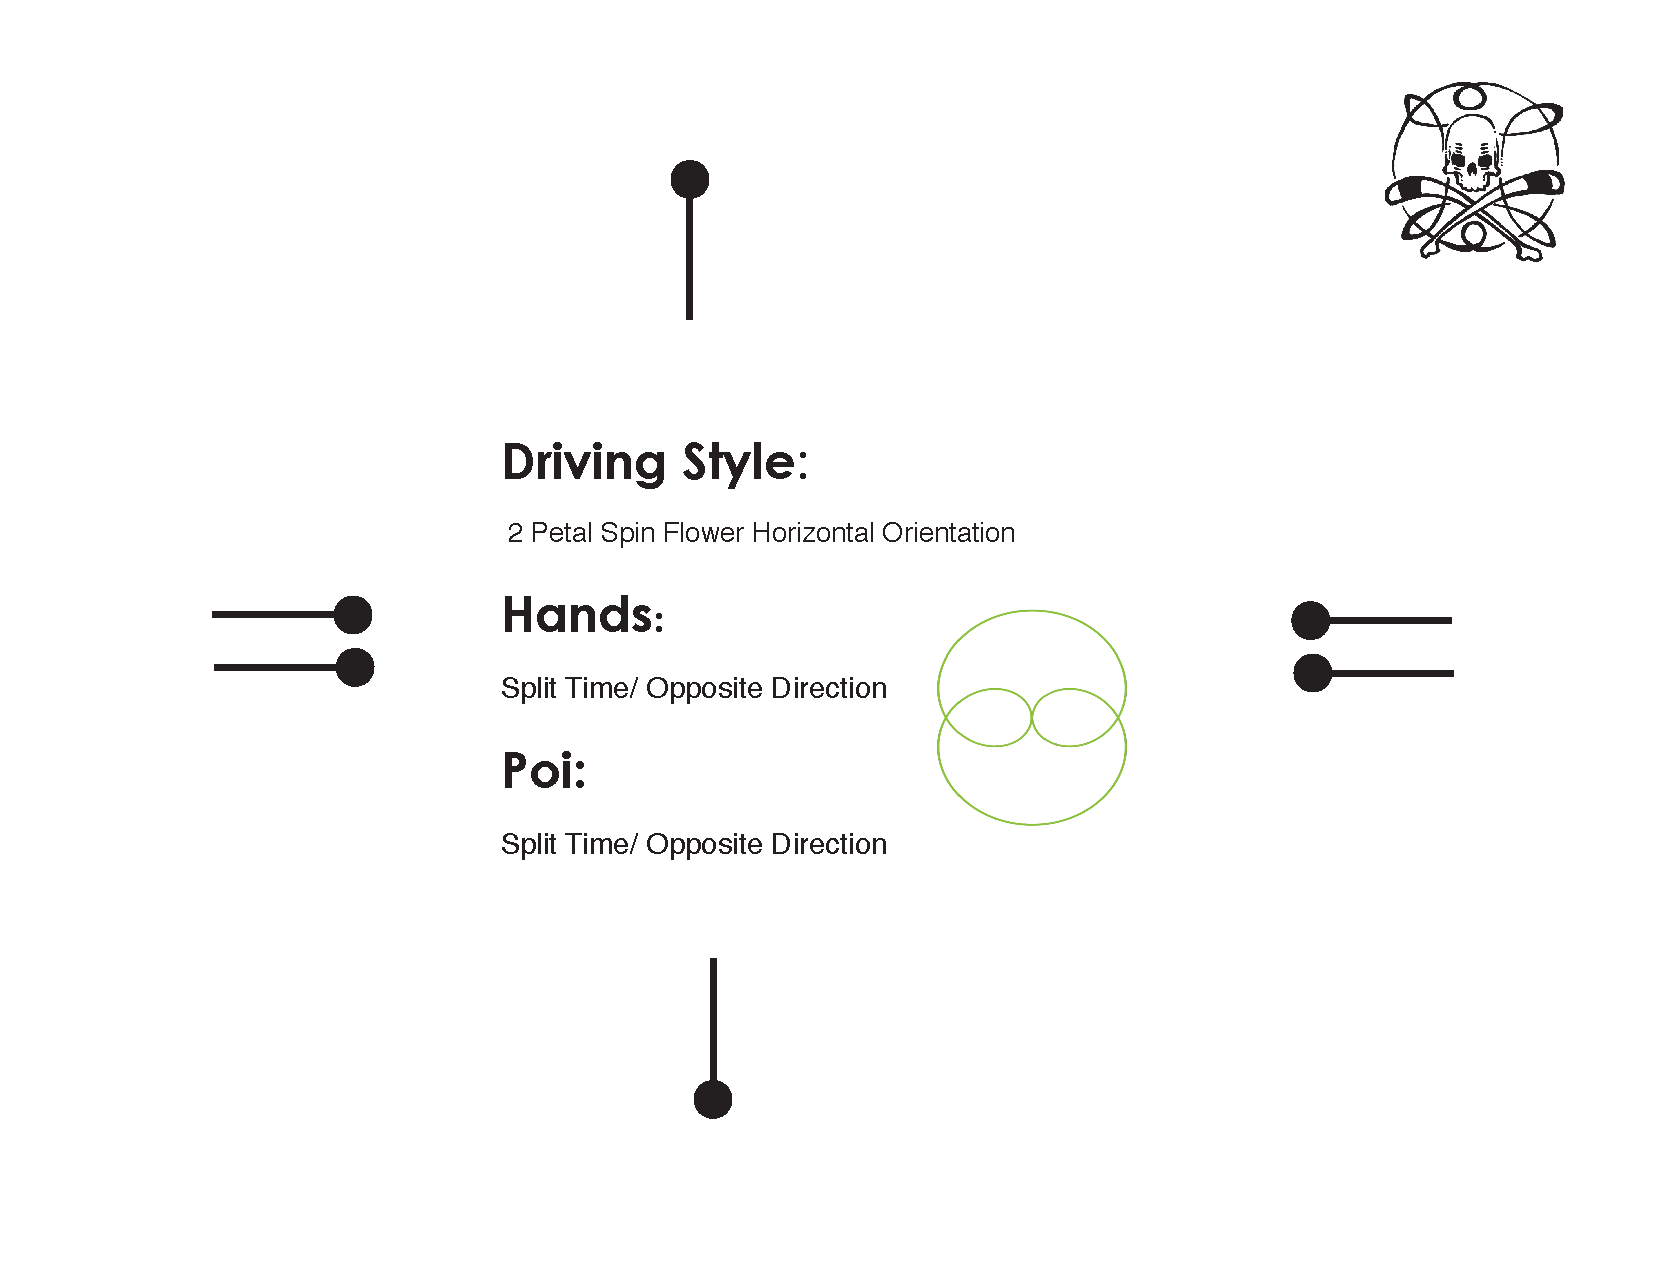 Driving Style:
2 Petal Spin Flower Horizontal Orientation
Hands:
Split Time/ Opposite Direction
Poi:
Split Time/ Opposite Direction